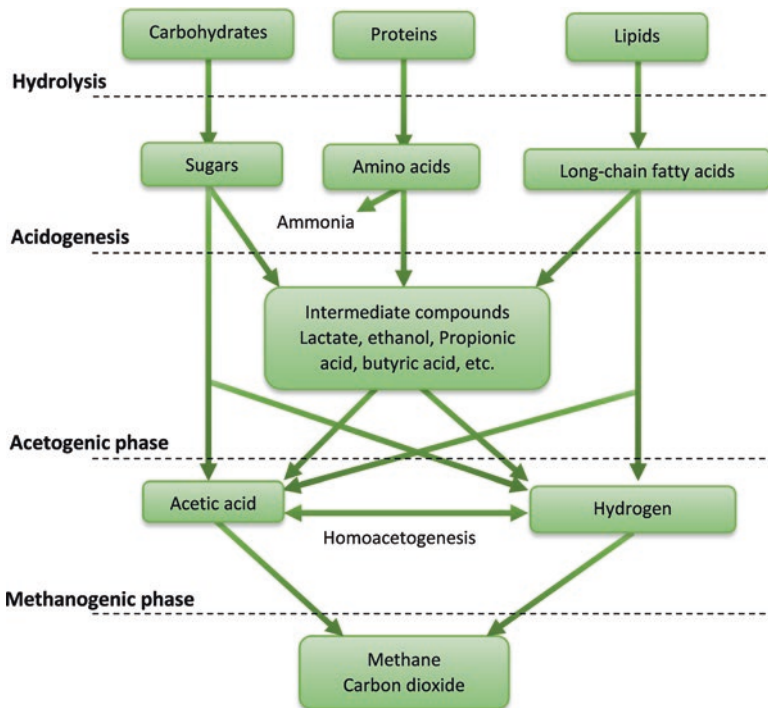 Carbohydrates
Proteins
Lipids
Hydrolysis
Sugars
Amino acids
Long-chain fatty acids
Ammonia
Acidogenesis
Intermediate compounds
Lactate, ethanol, Propionic
acid, butyric acid, etc.
Acetogenic phase
Acetic acid
Hydrogen
Homoacetogenesis
Methanogenic phase
Methane
Carbon dioxide